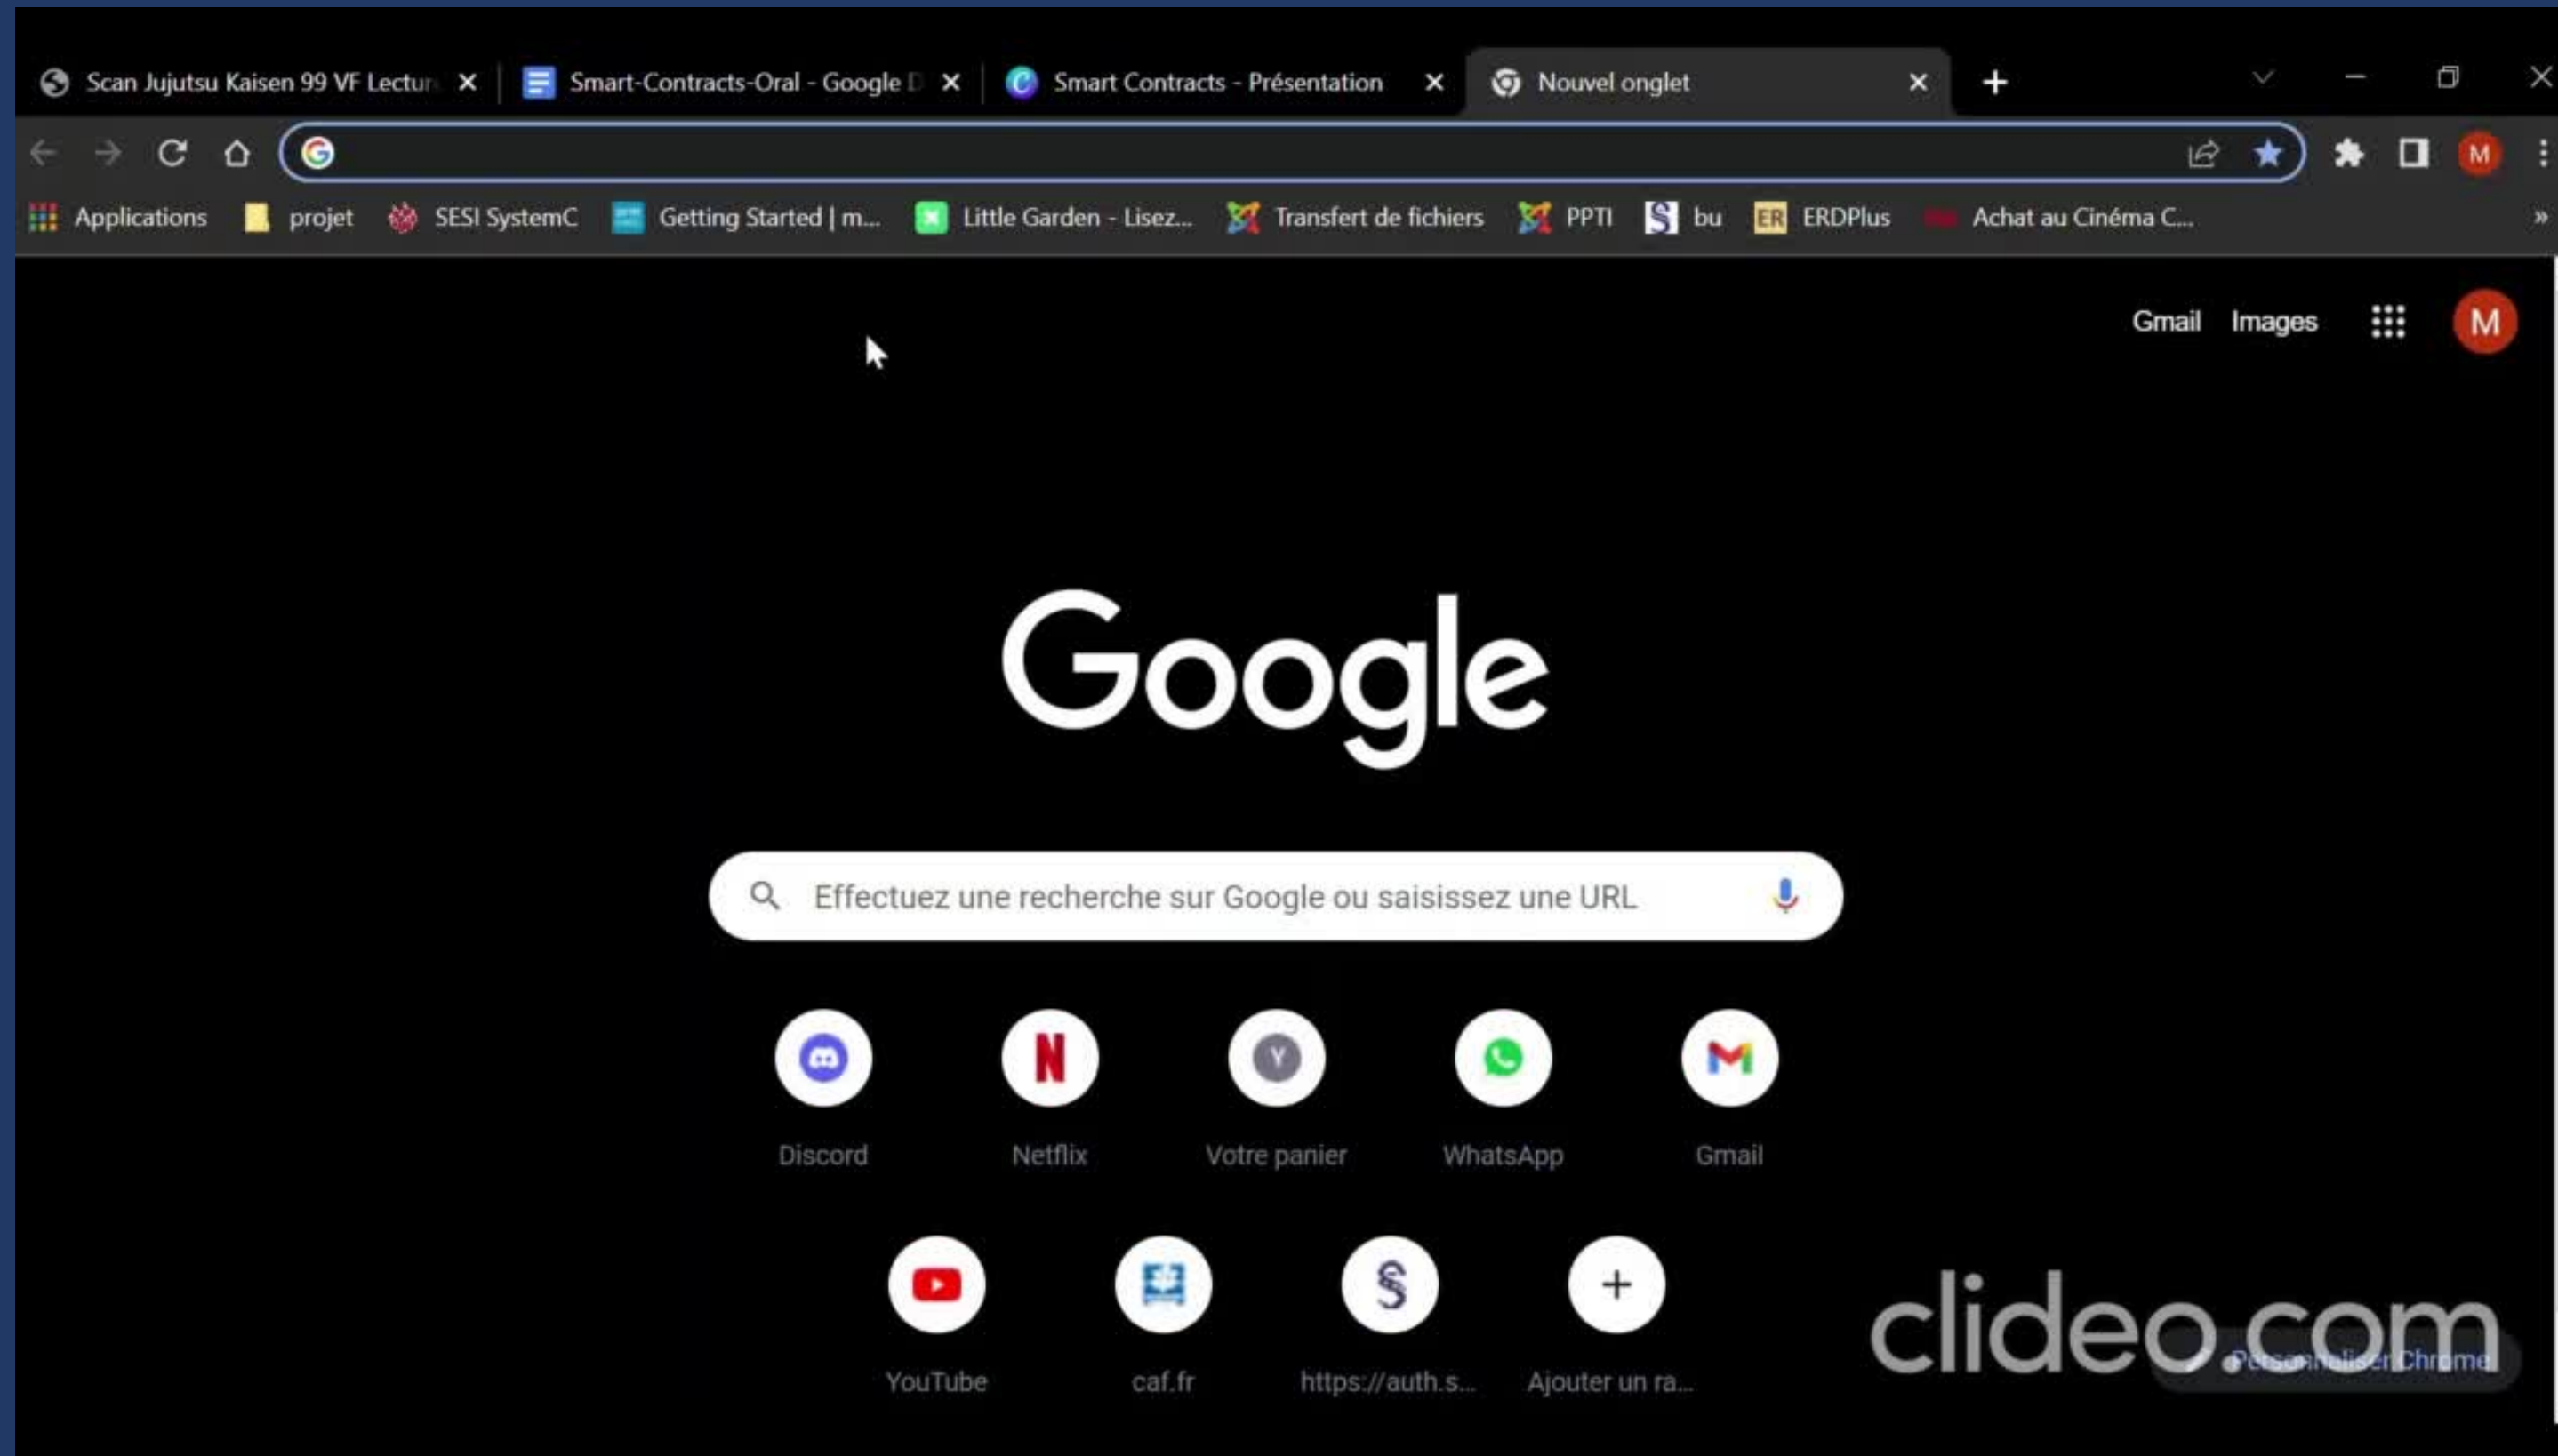 Scan Jujutsu Kaisen 99 VF Lectur
Smart-Contracts-Oral - Google D
Smart Contracts - Présentation
Nouvel onglet
M
Applications
projet
SESI SystemC
Getting Started | m...
Little Garden - Lisez...
Transfert de fichiers
PPTI
bu
ER ERDPlus
Achat au Cinéma C...
Gmail Images M
Google
Effectuez une recherche sur Google ou saisissez une URL
Y
Discord Netflix Votre panier WhatsApp Gmail
YouTube caf.fr https://auth.s... Ajouter un ra...
clideo.com
Personnaliser Chrome